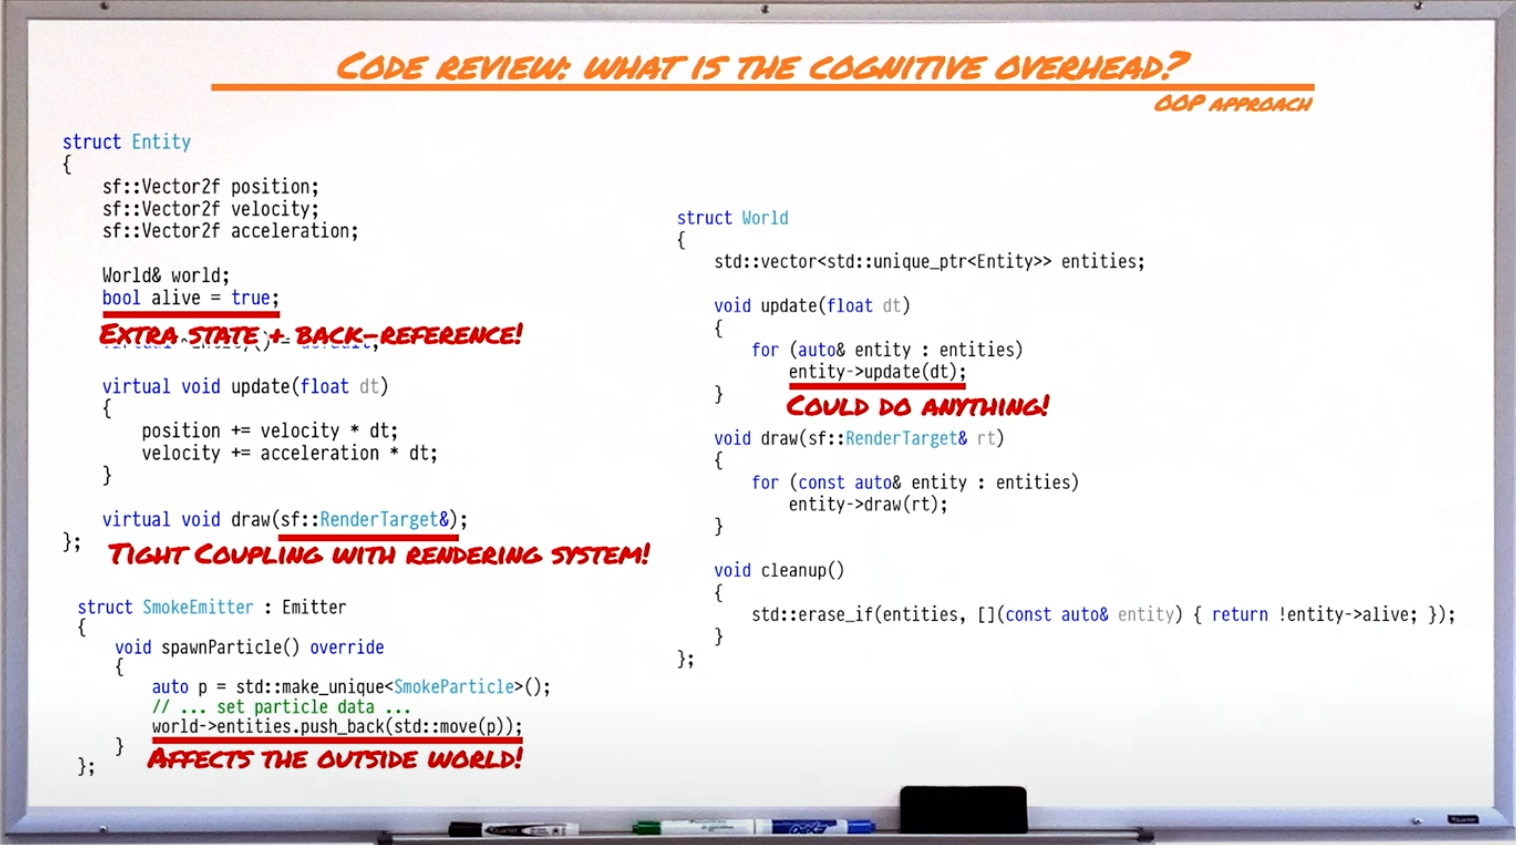 CODE REVIEW: WHAT IS THE COGNITIVE OVERHEAD?
OOP APPROACH
struct Entity
{
    sf::Vector2f position;
    sf::Vector2f velocity;
    sf::Vector2f acceleration;

    World& world;
    bool alive = true;
EXTRA STATE + BACK-REFERENCE!
    virtual void update(float dt)
    {
        position += velocity * dt;
        velocity += acceleration * dt;
    }

    virtual void draw(sf::RenderTarget&);
};
TIGHT COUPLING WITH RENDERING SYSTEM!
struct SmokeEmitter : Emitter
{
    void spawnParticle() override
    {
        auto p = std::make_unique<SmokeParticle>();
        // ... set particle data ...
        world->entities.push_back(std::move(p));
    }
AFFECTS THE OUTSIDE WORLD!
};
struct World
{
    std::vector<std::unique_ptr<Entity>> entities;

    void update(float dt)
    {
        for (auto& entity : entities)
            entity->update(dt);
    }
COULD DO ANYTHING!
    void draw(sf::RenderTarget& rt)
    {
        for (const auto& entity : entities)
            entity->draw(rt);
    }

    void cleanup()
    {
        std::erase_if(entities, [](const auto& entity) { return !entity->alive; });
    }
};